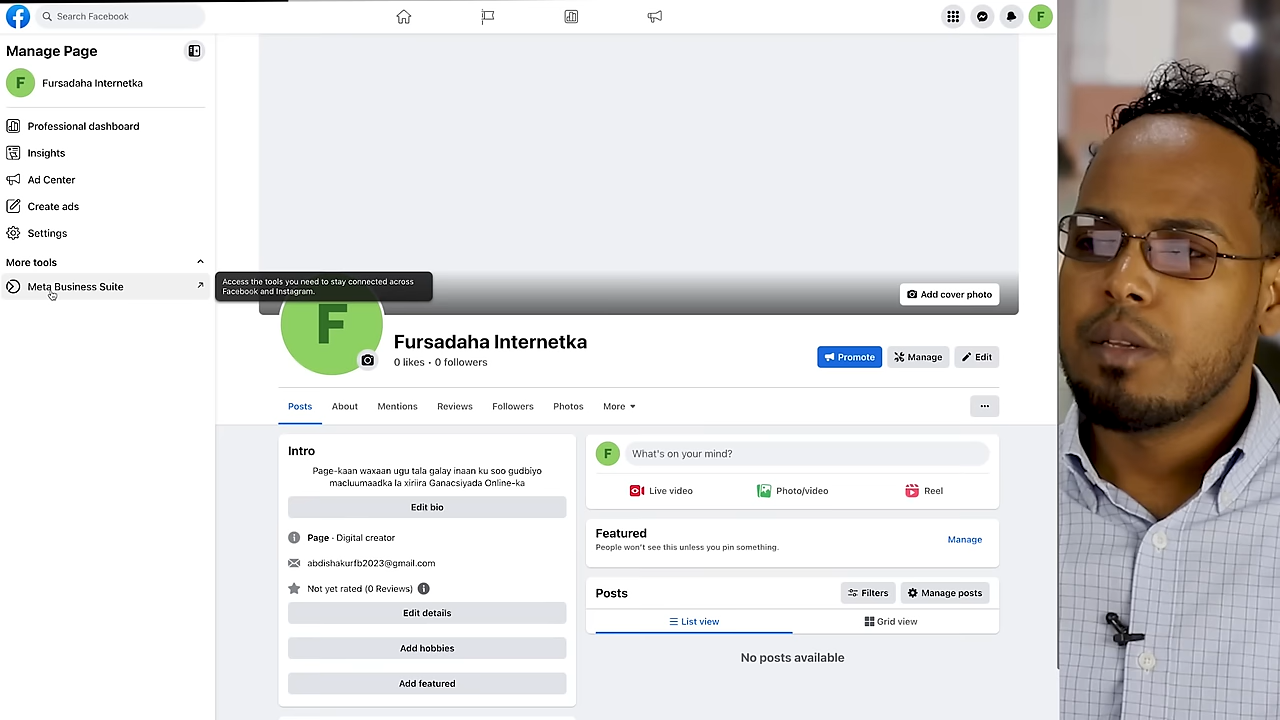 Search Facebook
F
Manage Page
F Fursadaha Internetka
Professional dashboard
Insights
Ad Center
Create ads
Settings
More tools
Meta Business Suite
Access the tools you need to stay connected across
Facebook and Instagram.
Add cover photo
F
Fursadaha Internetka
0 likes • 0 followers
Promote
Manage
Edit
Posts
About
Mentions
Reviews
Followers
Photos
More
Intro
Page-kaan waxaan ugu tala galay inaan ku soo gudbiyo
macluumaadka la xiriira Ganacsiyada Online-ka
Edit bio
Page · Digital creator
abdishakurfb2023@gmail.com
Not yet rated (0 Reviews)
Edit details
Add hobbies
Add featured
F What's on your mind?
Live video
Photo/video
Reel
Featured
People won't see this unless you pin something.
Manage
Posts
Filters
Manage posts
List view
Grid view
No posts available